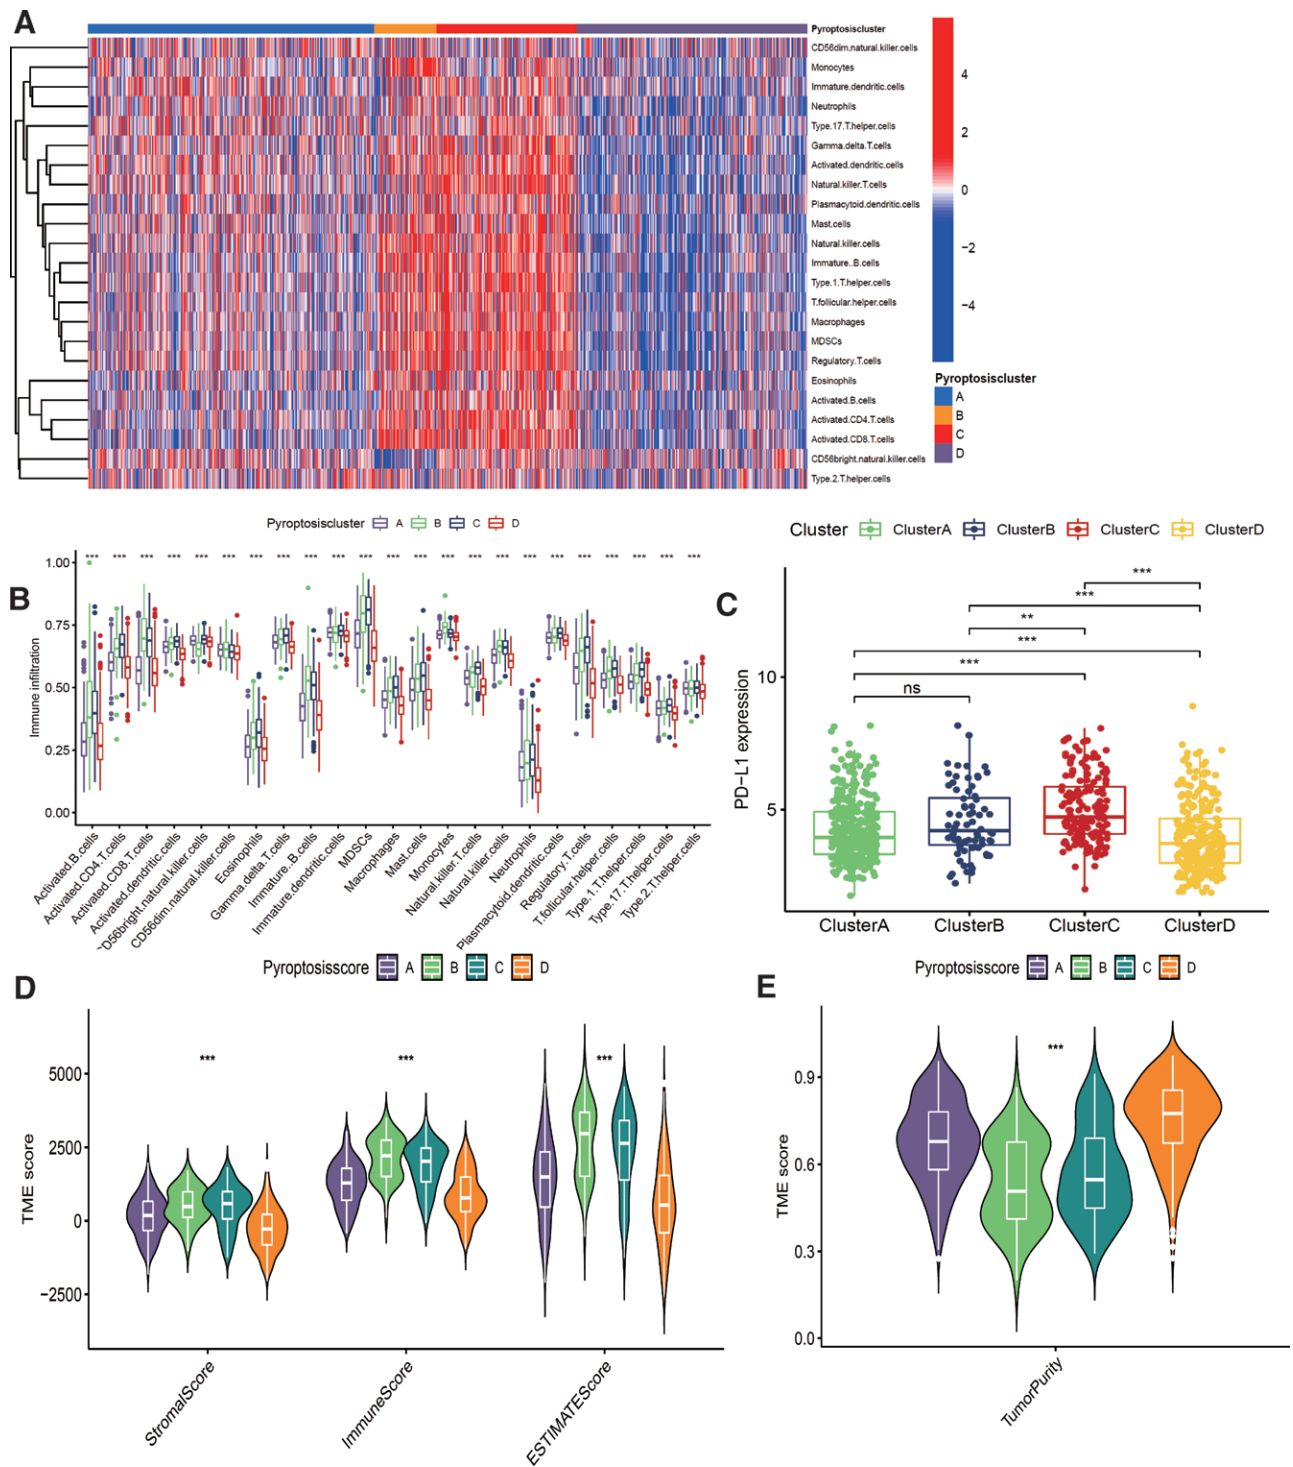 A
Pyroptosiscluster
CD56dim.natural.killer.cells
Monocytes
Immature.dendritic.cells
Neutrophils
Type.17.T.helper.cells
Gamma.delta.T.cells
Activated.dendritic.cells
Natural.killer.T.cells
Plasmacytoid.dendritic.cells
Mast.cells
Natural.killer.cells
Immature..B.cells
Type.1.T.helper.cells
T.follicular.helper.cells
Macrophages
MDSCs
Regulatory.T.cells
Eosinophils
Activated.B.cells
Activated.CD4.T.cells
Activated.CD8.T.cells
CD56bright.natural.killer.cells
Type.2.T.helper.cells
4
2
0
−2
−4
Pyroptosiscluster
A
B
C
D
B
Pyroptosiscluster A B C D
*** *** *** *** *** *** *** *** *** *** *** *** *** *** *** *** *** *** *** *** *** *** ***
Immune infiltration
1.00
0.75
0.50
0.25
0.00
Activated.B.cells
Activated.CD4.T.cells
Activated.CD8.T.cells
Activated.dendritic.cells
CD56bright.natural.killer.cells
CD56dim.natural.killer.cells
Eosinophils
Gamma.delta.T.cells
Immature.B.cells
Immature.dendritic.cells
MDSCs
Macrophages
Mast.cells
Monocytes
Natural.killer.T.cells
Natural.killer.cells
Neutrophils
Plasmacytoid.dendritic.cells
Regulatory.T.cells
T.follicular.helper.cells
Type.1.T.helper.cells
Type.17.T.helper.cells
Type.2.T.helper.cells
C
Cluster ClusterA ClusterB ClusterC ClusterD
***
***
**
***
***
ns
PD−L1 expression
10
5
ClusterA ClusterB ClusterC ClusterD
D
Pyroptosisscore A B C D
*** *** ***
TME score
5000
2500
0
−2500
StromalScore
ImmuneScore
ESTIMATEScore
E
Pyroptosisscore A B C D
***
TME score
0.9
0.6
0.3
0.0
TumorPurity